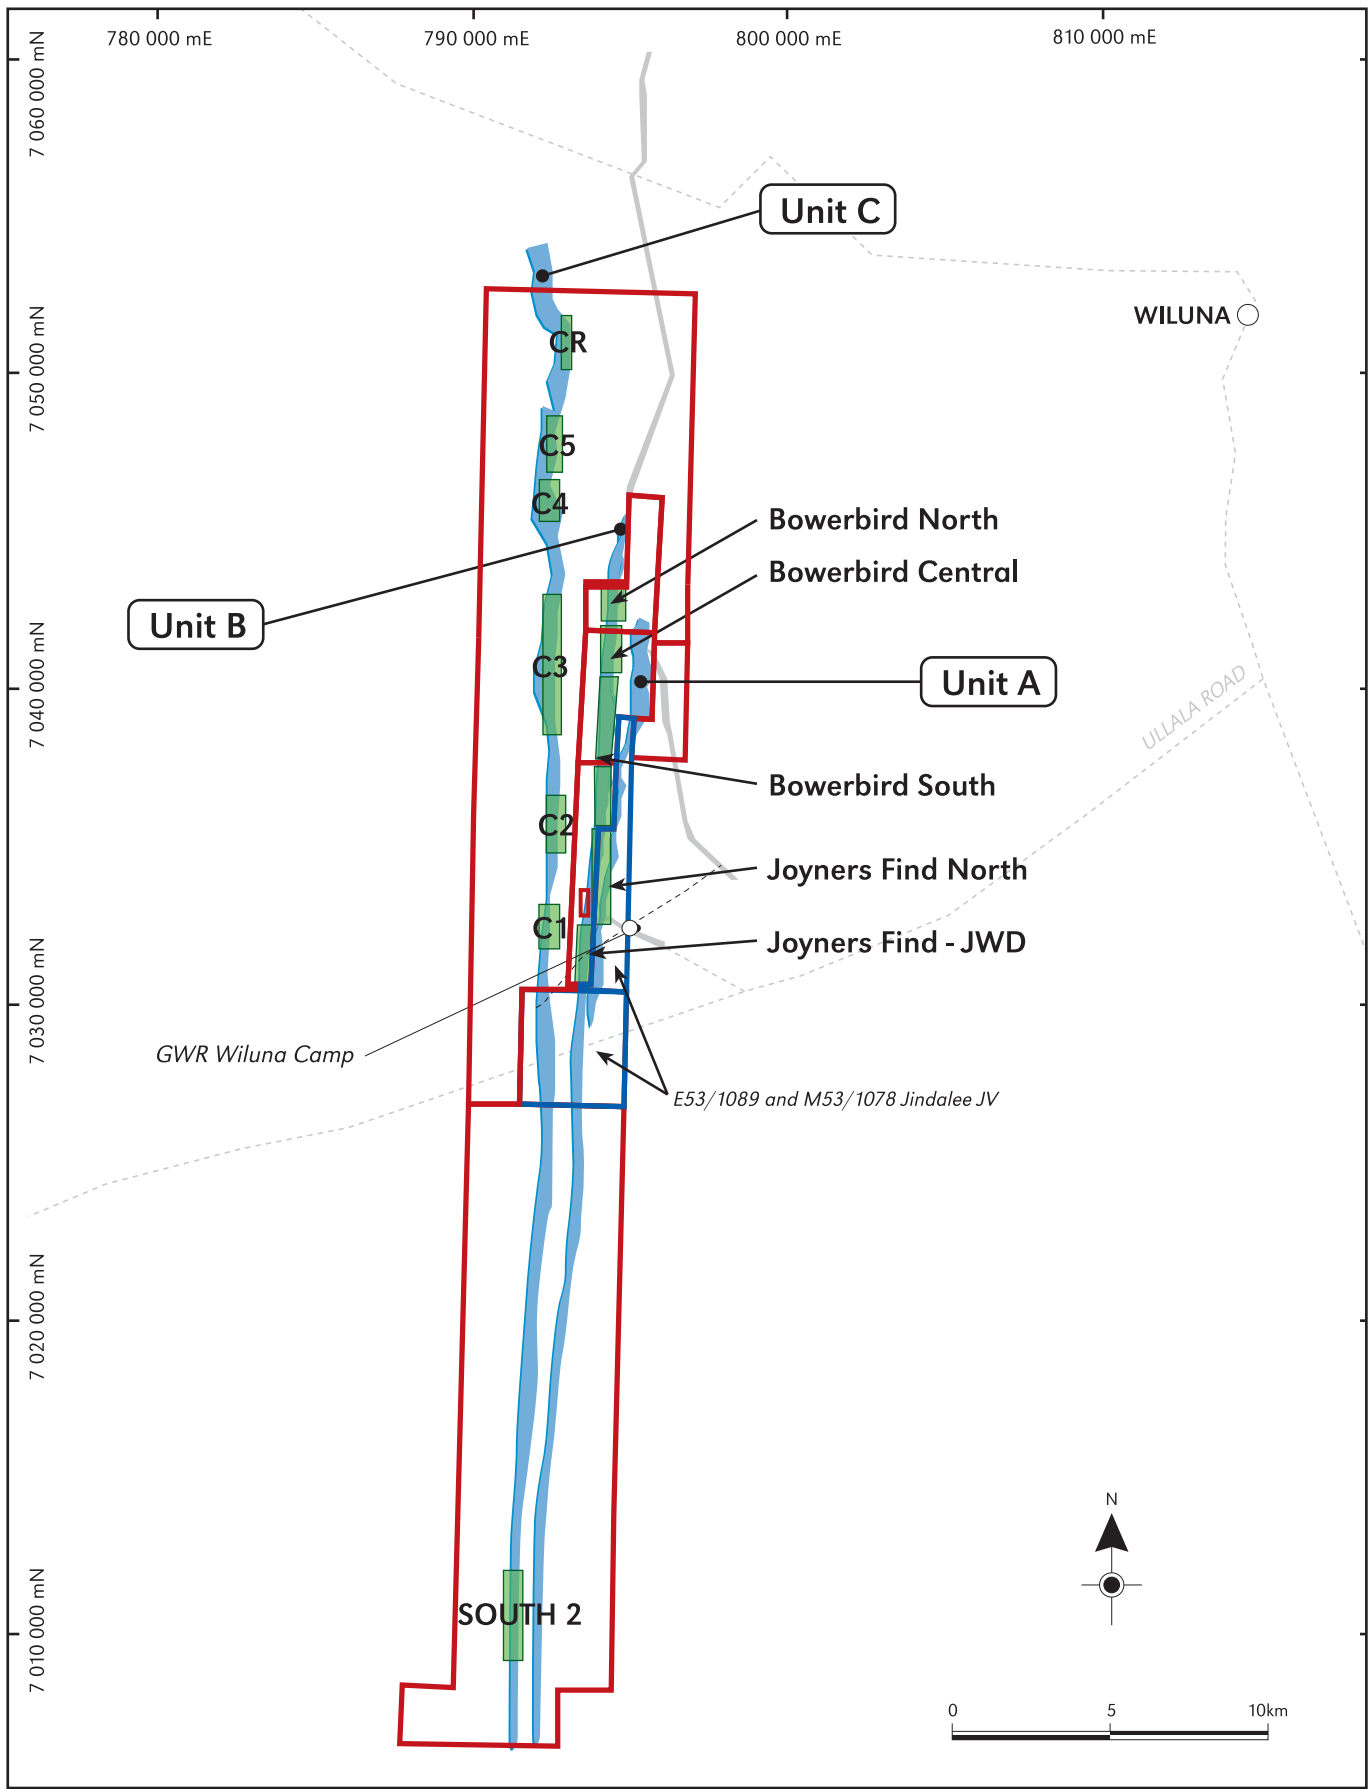 780 000 mE
790 000 mE
800 000 mE
810 000 mE
7 060 000 mN
Unit C
WILUNA
7 050 000 mN
CR
C5
C4
Bowerbird North
Bowerbird Central
Unit B
C3
Unit A
7 040 000 mN
ULLALA ROAD
Bowerbird South
C2
Joyners Find North
C1
Joyners Find - JWD
7 030 000 mN
GWR Wiluna Camp
E53/1089 and M53/1078 Jindalee JV
7 020 000 mN
N
7 010 000 mN
SOUTH 2
0 5 10km